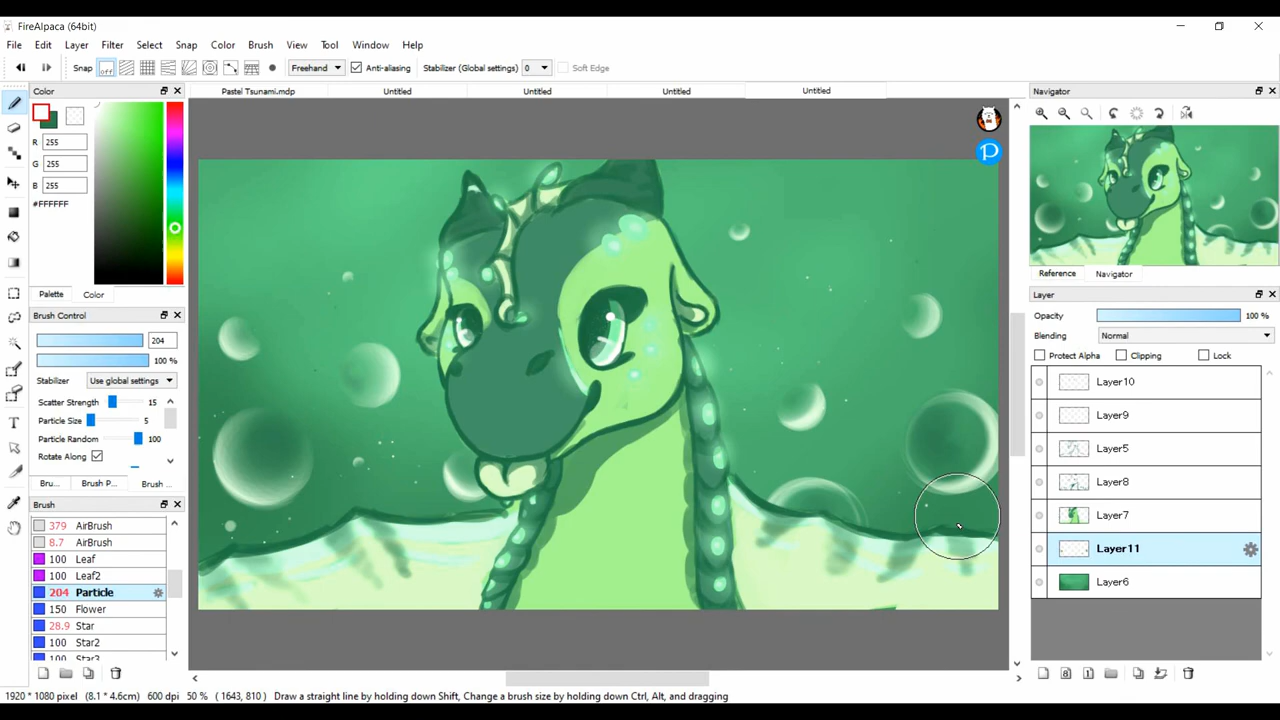 FireAlpaca (64bit)
File Edit Layer Filter Select Snap Color Brush View Tool Window Help
Snap off Freehand Anti-aliasing Stabilizer (Global settings) 0 Soft Edge
Color
Pastel Tsunami.mdp Untitled Untitled Untitled Untitled
Navigator
R 255
G 255
B 255
#FFFFFF
Palette Color
Reference Navigator
Brush Control
204
100 %
Stabilizer Use global settings
Scatter Strength 15
Particle Size 5
Particle Random 100
Rotate Along
Bru... Brush P... Brush ...
Brush
379 AirBrush
8.7 AirBrush
100 Leaf
100 Leaf2
204 Particle
150 Flower
28.9 Star
100 Star2
100 Star3
Layer
Opacity 100 %
Blending Normal
Protect Alpha Clipping Lock
Layer10
Layer9
Layer5
Layer8
Layer7
Layer11
Layer6
1920 * 1080 pixel (8.1 * 4.6cm) 600 dpi 50 % (1643, 810) Draw a straight line by holding down Shift, Change a brush size by holding down Ctrl, Alt, and dragging